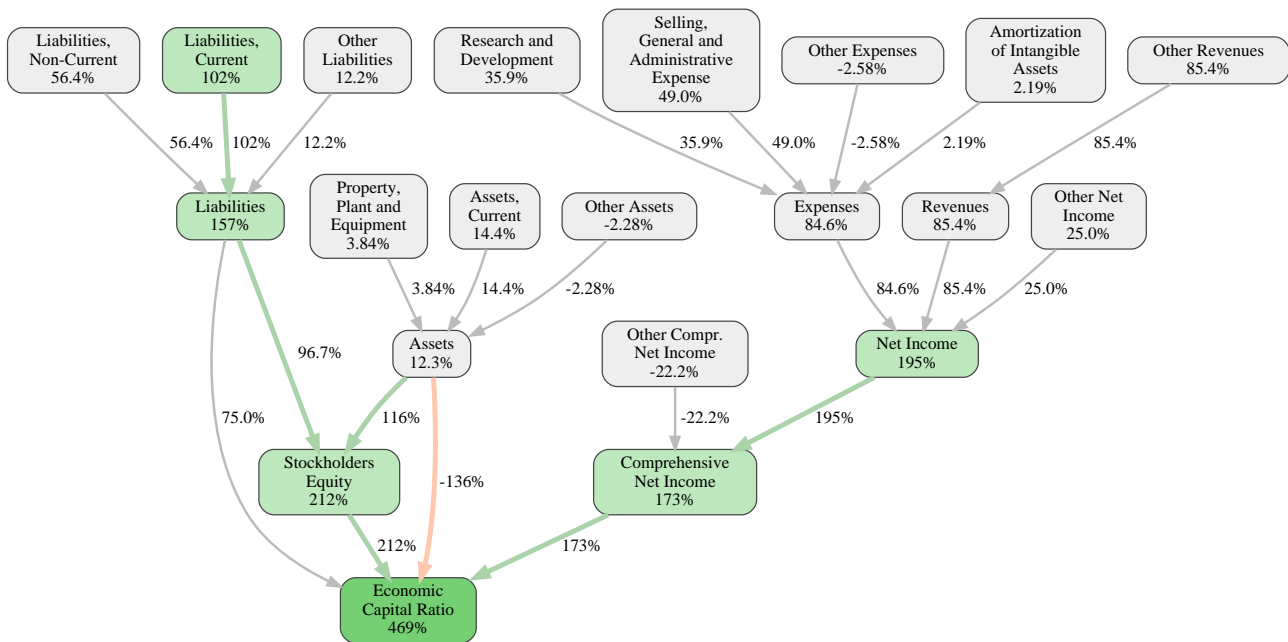 Liabilities,
Non-Current
56.4%
Liabilities,
Current
102%
Other
Liabilities
12.2%
Research and
Development
35.9%
Selling,
General and
Administrative
Expense
49.0%
Other Expenses
-2.58%
Amortization
of Intangible
Assets
2.19%
Other Revenues
85.4%
56.4%
102%
12.2%
35.9%
49.0%
-2.58%
2.19%
85.4%
Liabilities
157%
Property,
Plant and
Equipment
3.84%
Assets,
Current
14.4%
Other Assets
-2.28%
Expenses
84.6%
Revenues
85.4%
Other Net
Income
25.0%
3.84%
14.4%
-2.28%
84.6%
85.4%
25.0%
96.7%
Assets
12.3%
Other Compr.
Net Income
-22.2%
Net Income
195%
75.0%
116%
-22.2%
195%
-136%
Stockholders
Equity
212%
Comprehensive
Net Income
173%
212%
173%
Economic
Capital Ratio
469%